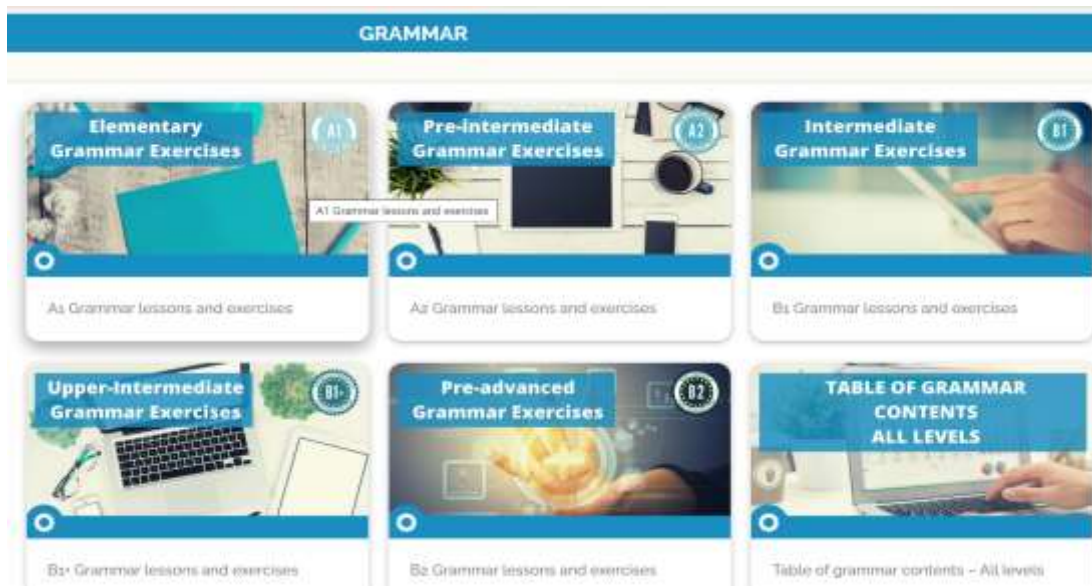 GRAMMAR
Elementary
Grammar Exercises
A1
Pre-intermediate
Grammar Exercises
A2
Intermediate
Grammar Exercises
B1
A1 Grammar lessons and exercises
A1 Grammar lessons and exercises
A2 Grammar lessons and exercises
B1 Grammar lessons and exercises
Upper-Intermediate
Grammar Exercises
B1+
Pre-advanced
Grammar Exercises
B2
TABLE OF GRAMMAR
CONTENTS
ALL LEVELS
B1+ Grammar lessons and exercises
B2 Grammar lessons and exercises
Table of grammar contents – All levels